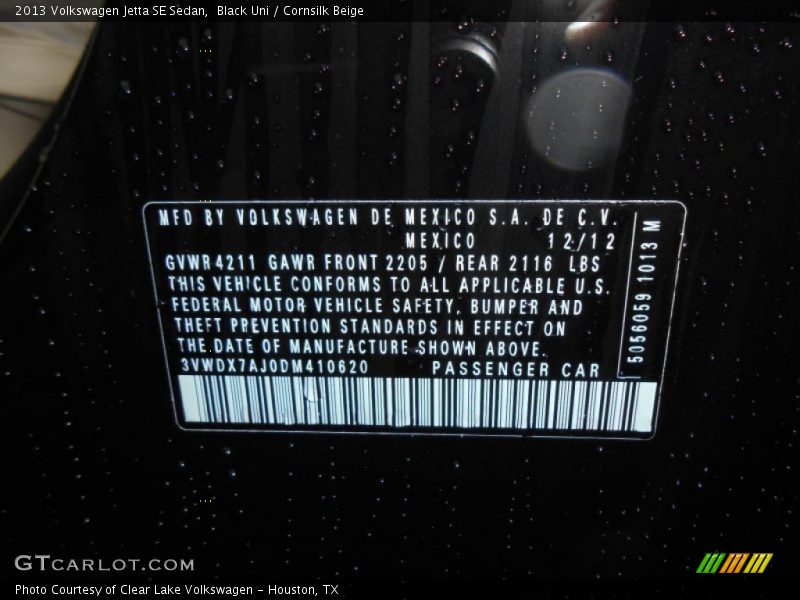 2013 Volkswagen Jetta SE Sedan,  Black Uni / Cornsilk Beige
MFD BY VOLKSWAGEN DE MEXICO S.A. DE C.V.
MEXICO 12/12
GVWR 4211 GAWR FRONT 2205 / REAR 2116 LBS
THIS VEHICLE CONFORMS TO ALL APPLICABLE U.S.
FEDERAL MOTOR VEHICLE SAFETY, BUMPER AND
THEFT PREVENTION STANDARDS IN EFFECT ON
THE DATE OF MANUFACTURE SHOWN ABOVE.
3VWDX7AJ0DM410620 PASSENGER CAR
5056059 1013 M
GTCARLOT.COM
Photo Courtesy of Clear Lake Volkswagen - Houston, TX